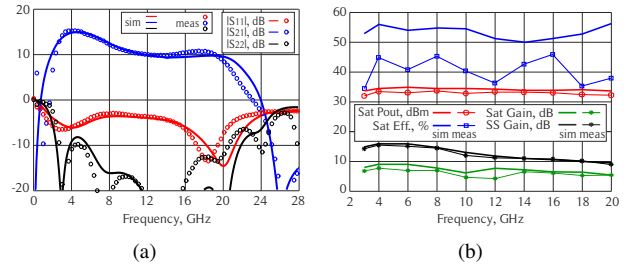 (a)
20
10
0
-10
-20
sim
meas
|S11|, dB
|S21|, dB
|S22|, dB
0 4 8 12 16 20 24 28
Frequency, GHz
(a)
(b)
60
50
40
30
20
10
0
Sat Pout, dBm
Sat Eff., %
sim meas
Sat Gain, dB
SS Gain, dB
sim meas
2 4 6 8 10 12 14 16 18 20
Frequency, GHz
(b)